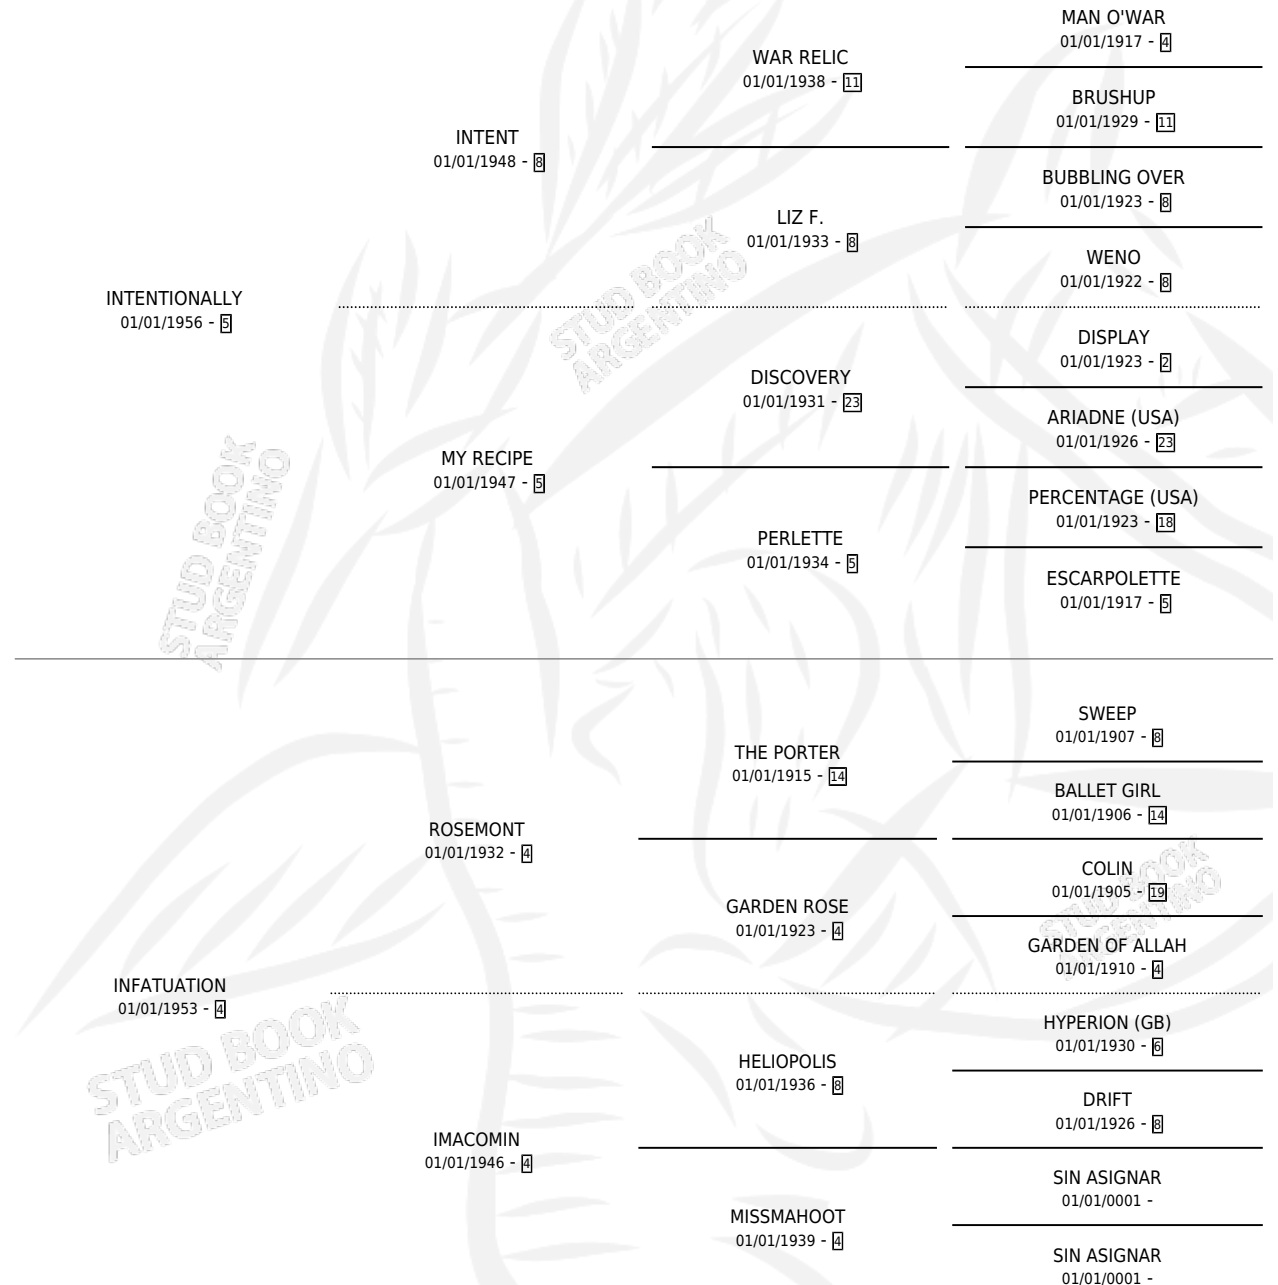 MAN O'WAR
01/01/1917 - 4
WAR RELIC
01/01/1938 - 11
BRUSHUP
01/01/1929 - 11
INTENT
01/01/1948 - 8
BUBBLING OVER
01/01/1923 - 8
LIZ F.
01/01/1933 - 8
WENO
01/01/1922 - 8
INTENTIONALLY
01/01/1956 - 5
DISPLAY
01/01/1923 - 2
DISCOVERY
01/01/1931 - 23
ARIADNE (USA)
01/01/1926 - 23
MY RECIPE
01/01/1947 - 5
PERCENTAGE (USA)
01/01/1923 - 18
PERLETTE
01/01/1934 - 5
ESCARPOLETTE
01/01/1917 - 5
SWEEP
01/01/1907 - 8
THE PORTER
01/01/1915 - 14
BALLET GIRL
01/01/1906 - 14
ROSEMONT
01/01/1932 - 4
COLIN
01/01/1905 - 19
GARDEN ROSE
01/01/1923 - 4
GARDEN OF ALLAH
01/01/1910 - 4
INFATUATION
01/01/1953 - 4
HYPERION (GB)
01/01/1930 - 6
HELIOPOLIS
01/01/1936 - 8
DRIFT
01/01/1926 - 8
IMACOMIN
01/01/1946 - 4
SIN ASIGNAR
01/01/0001 -
MISSMAHOOT
01/01/1939 - 4
SIN ASIGNAR
01/01/0001 -
STUD BOOK
ARGENTINO
STUD BOOK
ARGENTINO
STUD BOOK
ARGENTINO
STUD BOOK
ARGENTINO